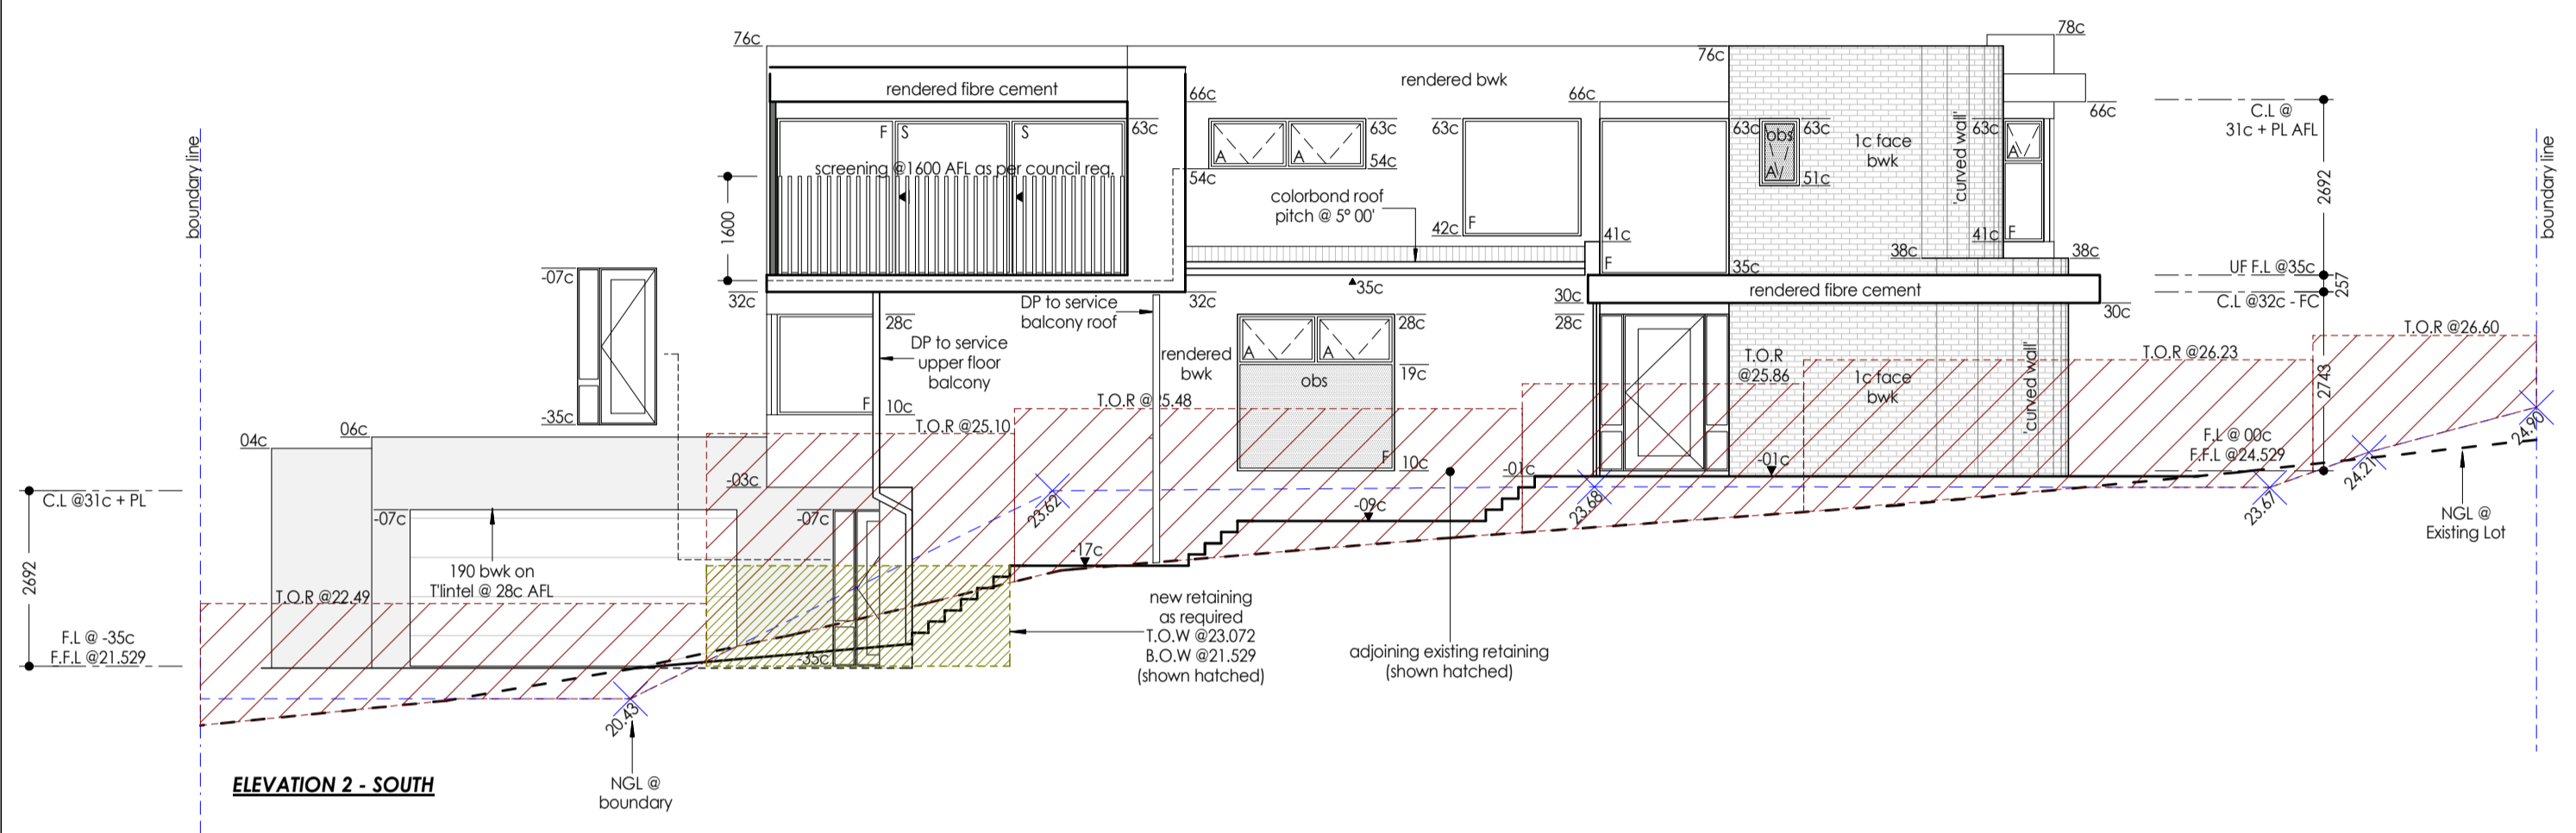 76c
78c
76c
rendered fibre cement
rendered bwk
66c
66c
66c
C.L @
31c + PL AFL
boundary line
boundary line
F
S
S
63c
A
A
63c
63c
63c
obs
A
63c
1c face
bwk
'curved wall'
63c
A
screening @1600 AFL as per council req.
54c
54c
51c
2692
1600
colorbond roof
pitch @ 5° 00'
42c
F
41c
F
41c
F
38c
38c
-07c
35c
35c
UF F.L @35c
257
32c
DP to service
balcony roof
32c
30c
rendered fibre cement
C.L @32c - FC
30c
28c
28c
28c
T.O.R @26.60
DP to service
upper floor
balcony
rendered
bwk
A
A
T.O.R
@25.86
'curved wall'
T.O.R @26.23
obs
19c
1c face
bwk
2743
-35c
F
10c
T.O.R @25.48
04c
06c
T.O.R @25.10
F
10c
F.L @ 00c
F.F.L @24.529
24.90
-03c
-01c
-01c
24.21
C.L @31c + PL
-07c
-07c
23.62
-09c
23.68
23.67
NGL @
Existing Lot
-17c
2692
190 bwk on
T'lintel @ 28c AFL
T.O.R @22.49
new retaining
as required
T.O.W @23.072
B.O.W @21.529
(shown hatched)
F.L @ -35c
F.F.L @21.529
-35c
adjoining existing retaining
(shown hatched)
20.43
ELEVATION 2 - SOUTH
NGL @
boundary